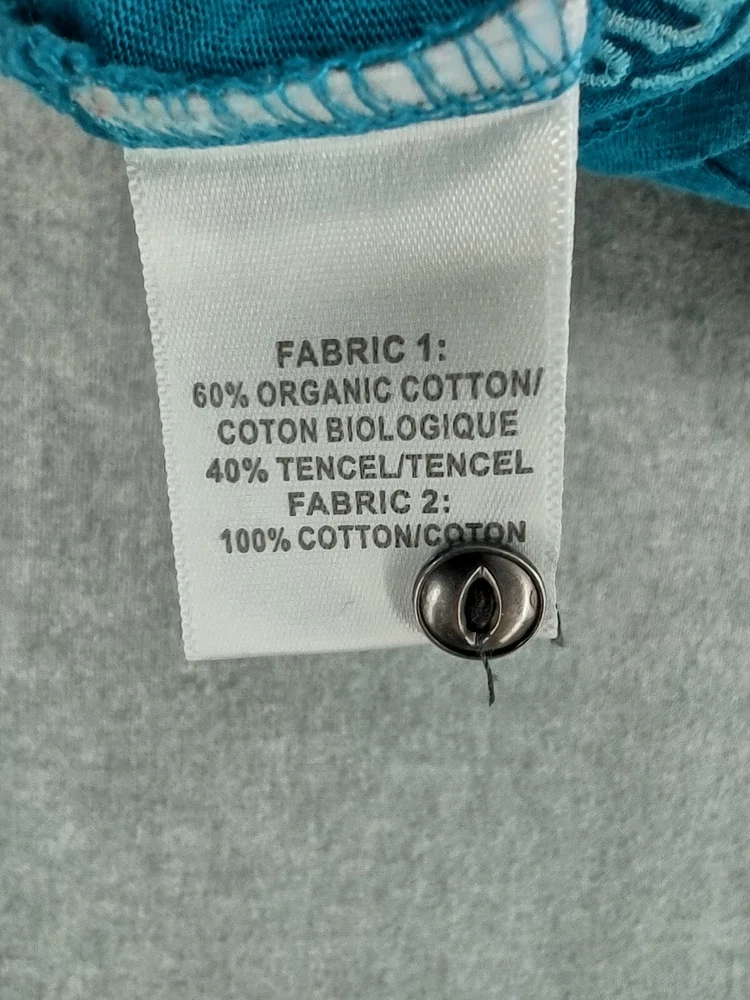 FABRIC 1:
60% ORGANIC COTTON/
COTON BIOLOGIQUE
40% TENCEL/TENCEL
FABRIC 2:
100% COTTON/COTON